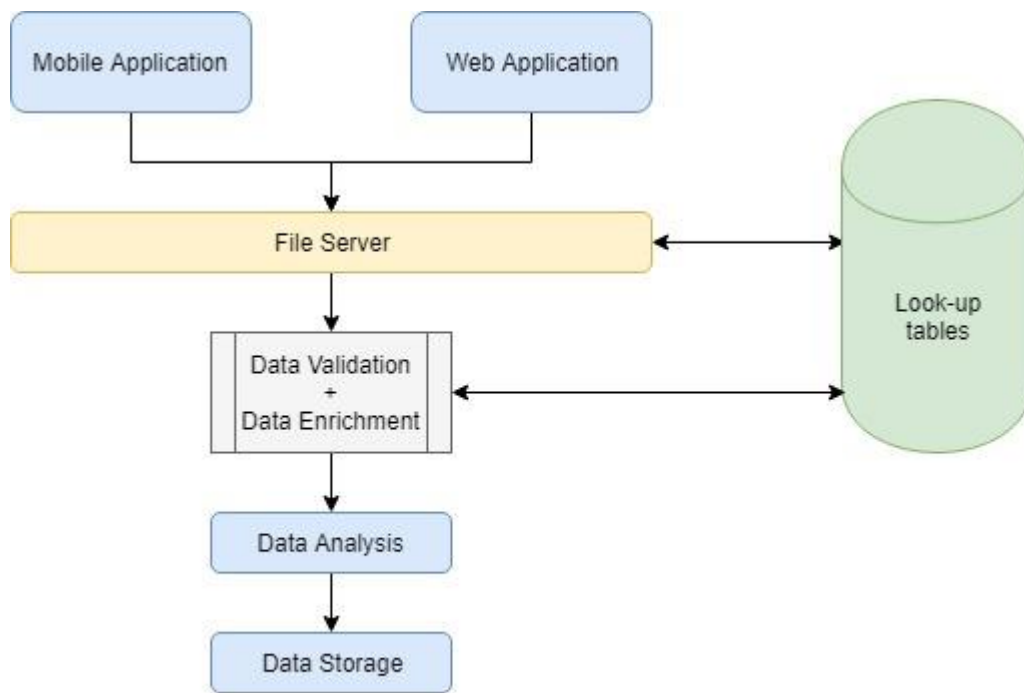 Mobile Application
Web Application
File Server
Look-up
tables
Data Validation
+
Data Enrichment
Data Analysis
Data Storage